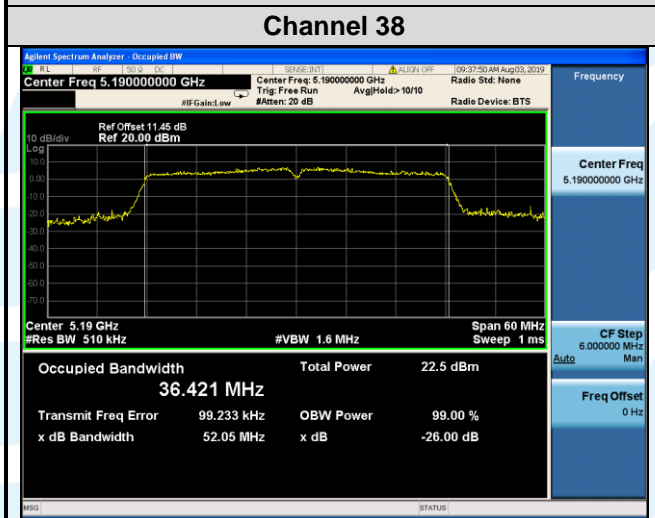 Channel 38
Agilent Spectrum Analyzer - Occupied BW
RL RF 50 Ω DC SENSE:INT ALIGN OFF 09:37:50 AM Aug 03, 2019
Center Freq 5.190000000 GHz Center Freq: 5.190000000 GHz Radio Std: None Frequency
Trig: Free Run Avg|Hold:>10/10
#IFGain:Low #Atten: 20 dB Radio Device: BTS
Ref Offset 11.45 dB
10 dB/div Ref 20.00 dBm
Log
10.0
0.00
-10.0
-20.0
-30.0
-40.0
-50.0
-60.0
-70.0
Center Freq
5.190000000 GHz
Center 5.19 GHz Span 60 MHz
#Res BW 510 kHz #VBW 1.6 MHz Sweep 1 ms
CF Step
6.000000 MHz
Auto Man
Occupied Bandwidth Total Power 22.5 dBm
36.421 MHz
Freq Offset
0 Hz
Transmit Freq Error 99.233 kHz OBW Power 99.00 %
x dB Bandwidth 52.05 MHz x dB -26.00 dB
MSG STATUS